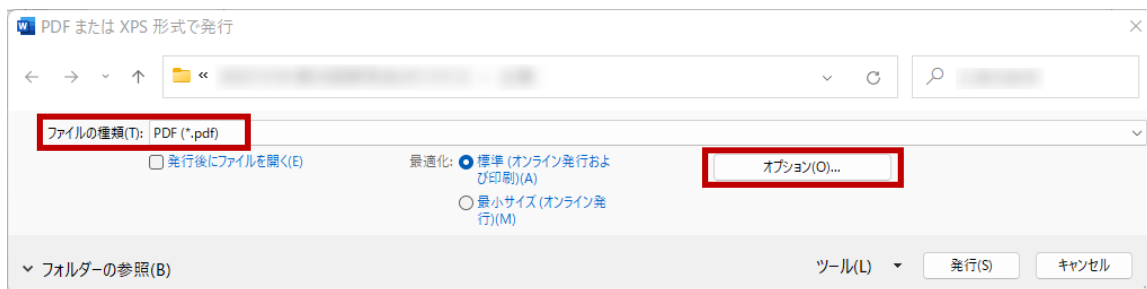 PDF または XPS 形式で発行
«
ファイルの種類(T): PDF (*.pdf)
発行後にファイルを開く(E)
最適化: 標準 (オンライン発行およ
び印刷)(A)
最小サイズ (オンライン発
行)(M)
オプション(O)...
フォルダーの参照(B)
ツール(L)
発行(S)
キャンセル